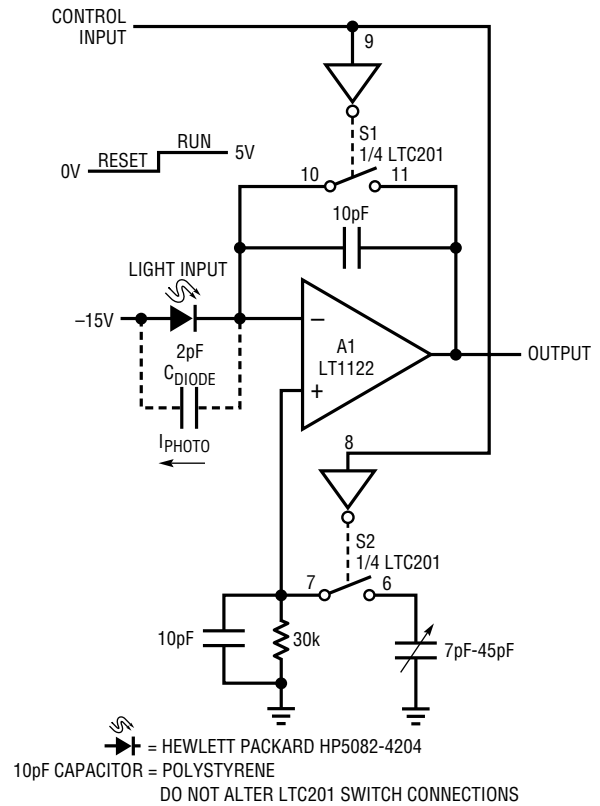 CONTROL
INPUT
9
S1
1/4 LTC201
RUN
RESET
5V
0V
10
11
10pF
LIGHT INPUT
–15V
2pF
CDIODE
IPHOTO
–
+
A1
LT1122
OUTPUT
8
S2
1/4 LTC201
7
6
10pF
30k
7pF-45pF
= HEWLETT PACKARD HP5082-4204
10pF CAPACITOR = POLYSTYRENE
DO NOT ALTER LTC201 SWITCH CONNECTIONS